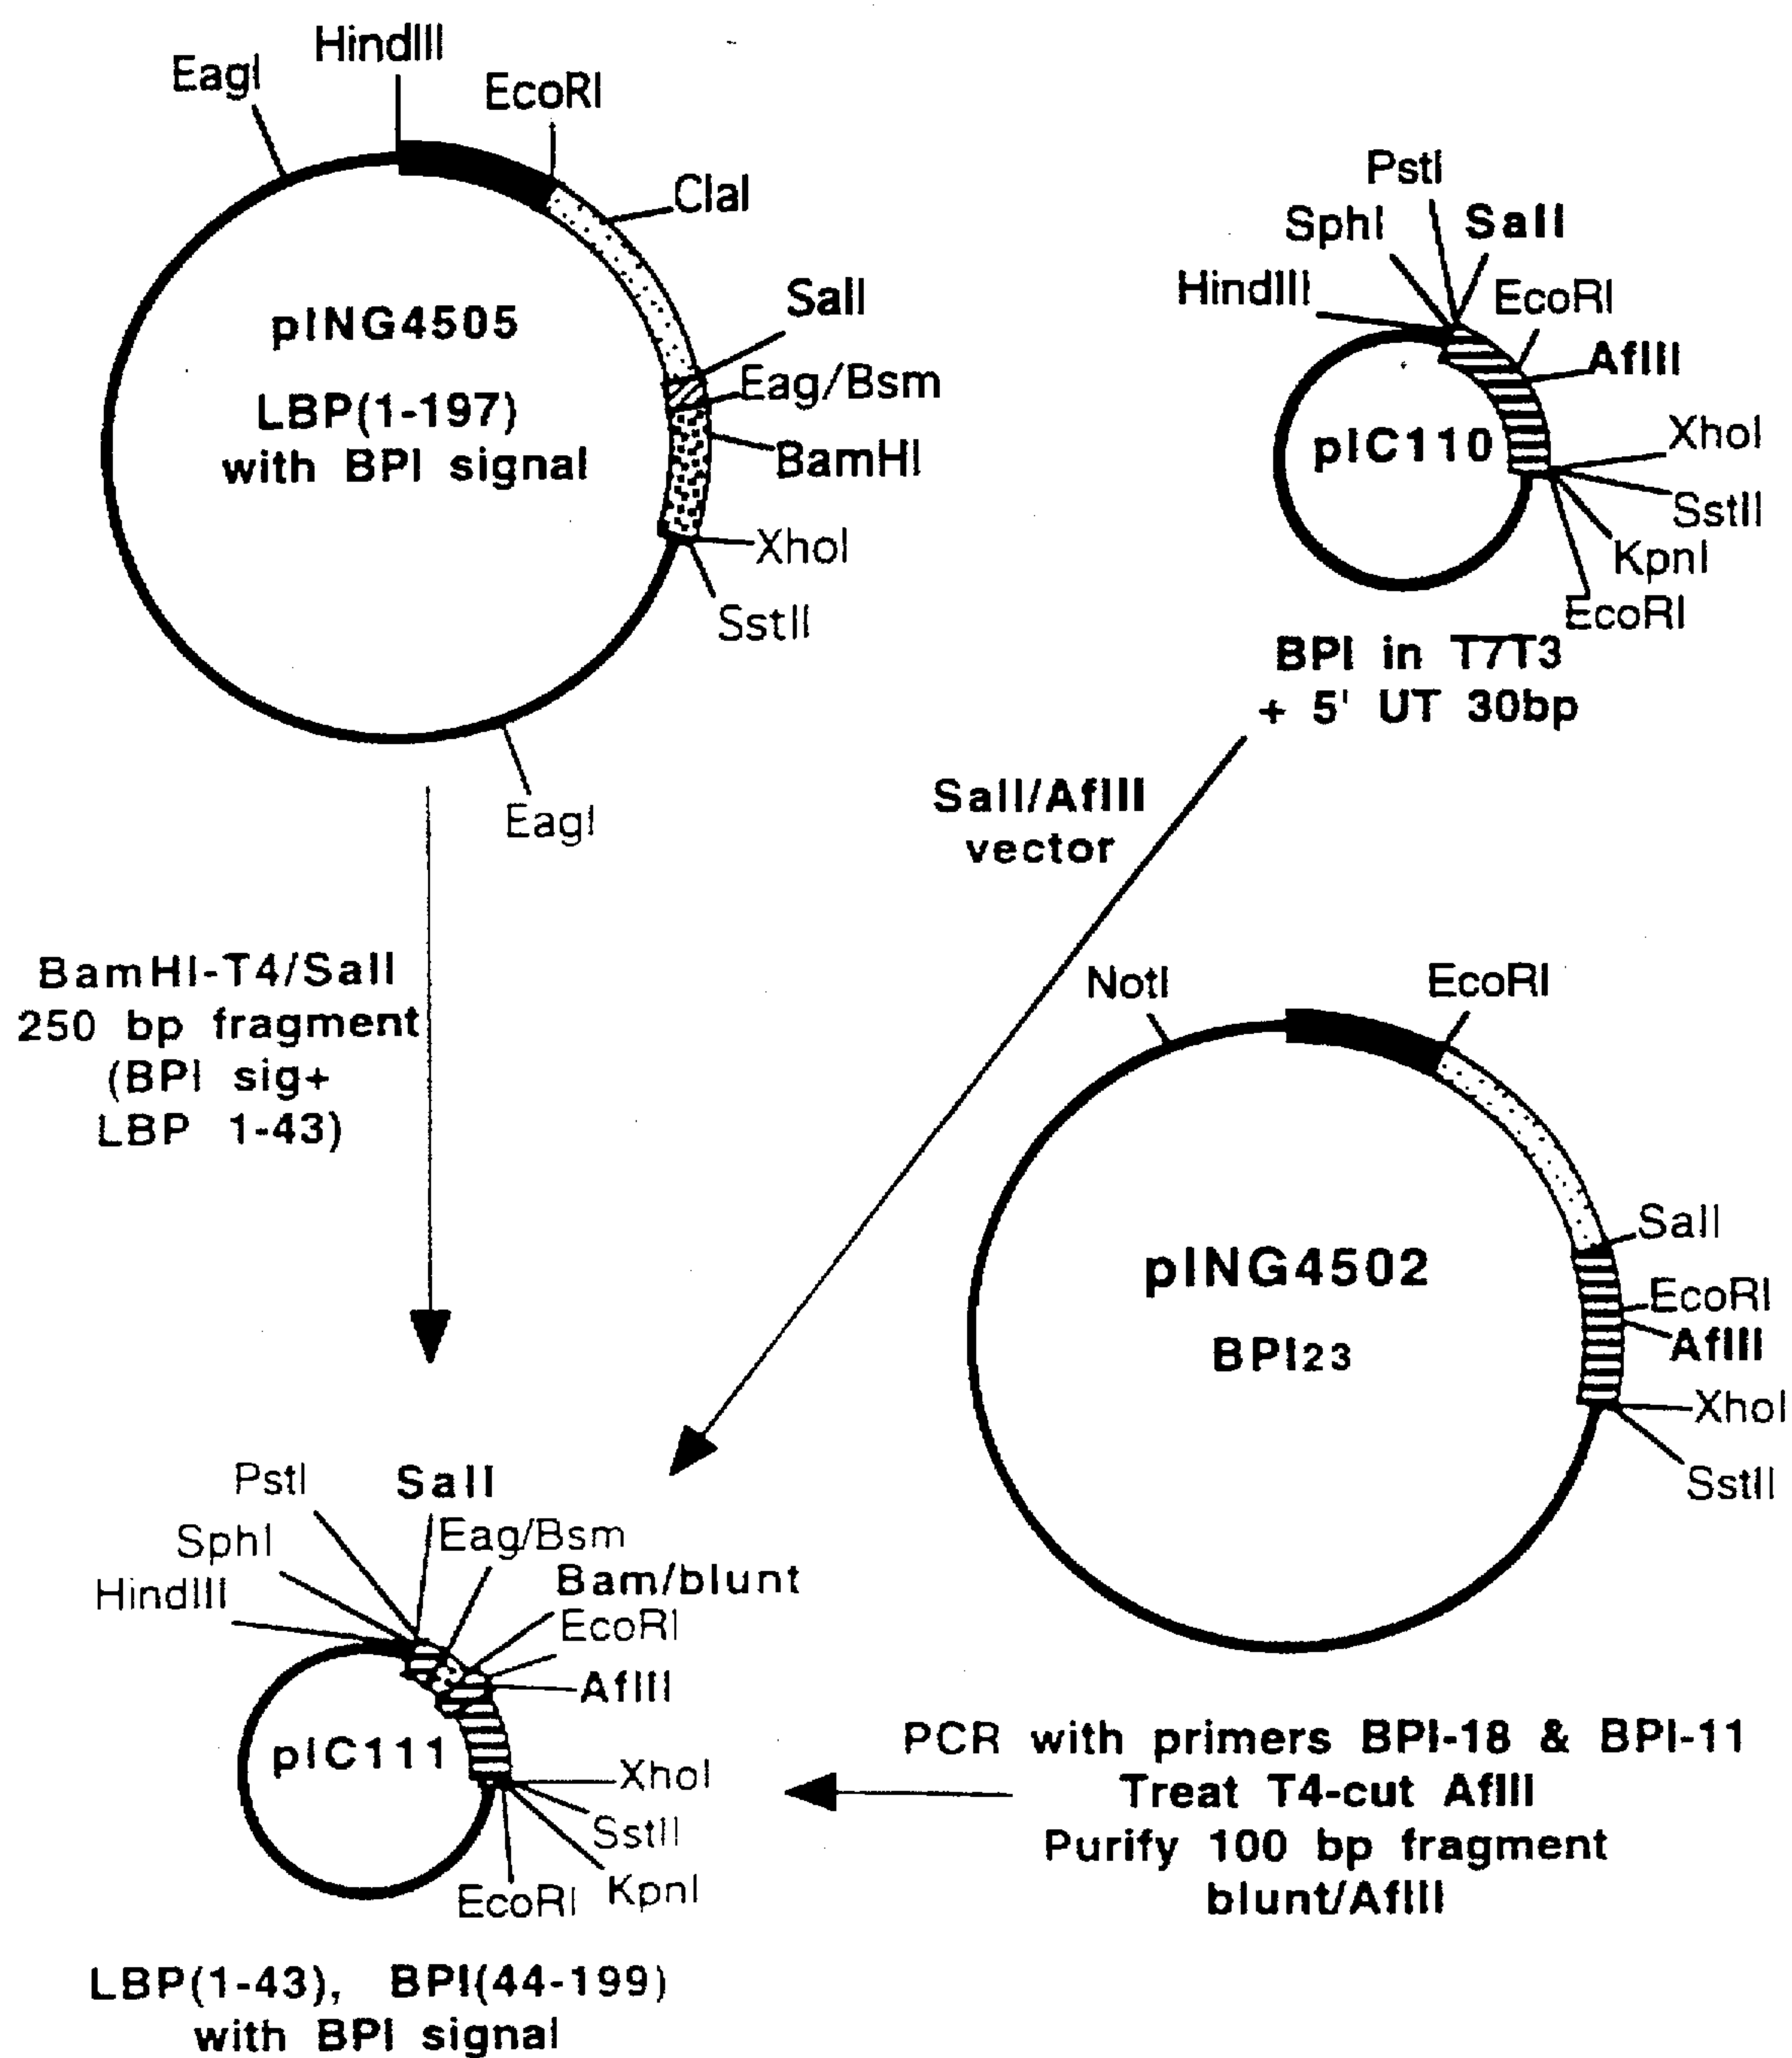 HindIII
EagI
EcoRI
ClaI
SalI
Eag/Bsm
BamHI
XhoI
SstII
EagI
pING4505
LBP(1-197)
with BPI signal
PstI
SphI
SalI
HindIII
EcoRI
AflII
XhoI
SstII
KpnI
EcoRI
pIC110
BPI in T7T3
+ 5' UT 30bp
SalI/AflII
vector
BamHI-T4/SalI
250 bp fragment
(BPI sig+
LBP 1-43)
NotI
EcoRI
SalI
EcoRI
AflII
XhoI
SstII
pING4502
BPI23
PstI
SalI
SphI
Eag/Bsm
HindIII
Bam/blunt
EcoRI
AflII
pIC111
XhoI
SstII
KpnI
EcoRI
PCR with primers BPI-18 & BPI-11
Treat T4-cut AflII
Purify 100 bp fragment
blunt/AflII
LBP(1-43), BPI(44-199)
with BPI signal